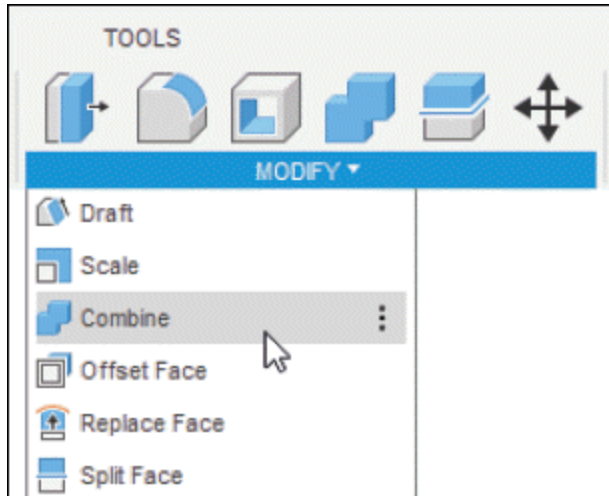 TOOLS
MODIFY
Draft
Scale
Combine
Offset Face
Replace Face
Split Face